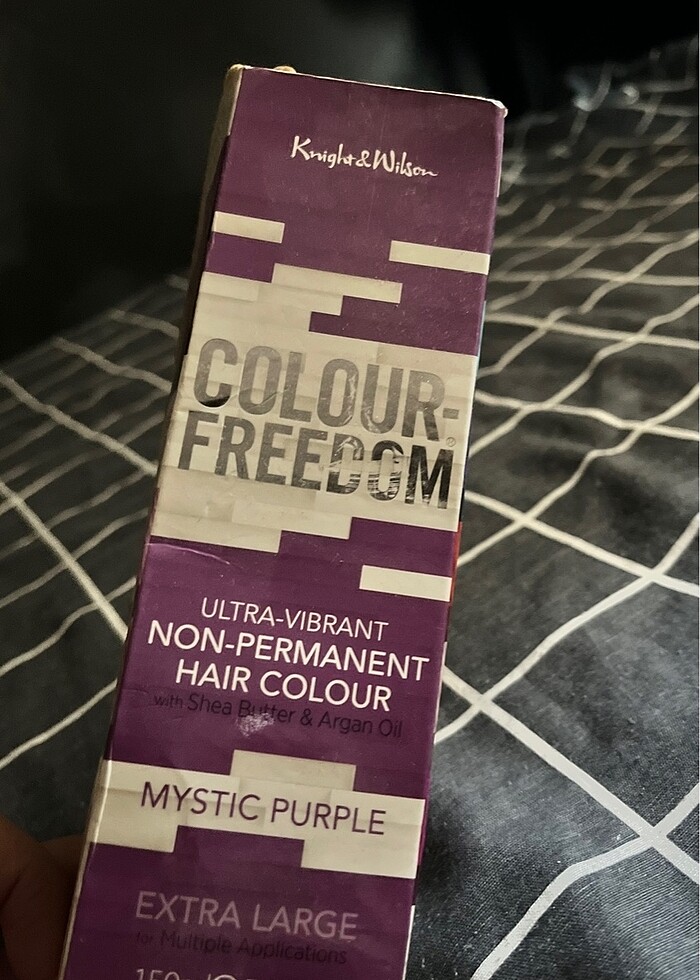 Knight & Wilson
COLOUR-
FREEDOM®
ULTRA-VIBRANT
NON-PERMANENT
HAIR COLOUR
with Shea Butter & Argan Oil
MYSTIC PURPLE
EXTRA LARGE
for Multiple Applications